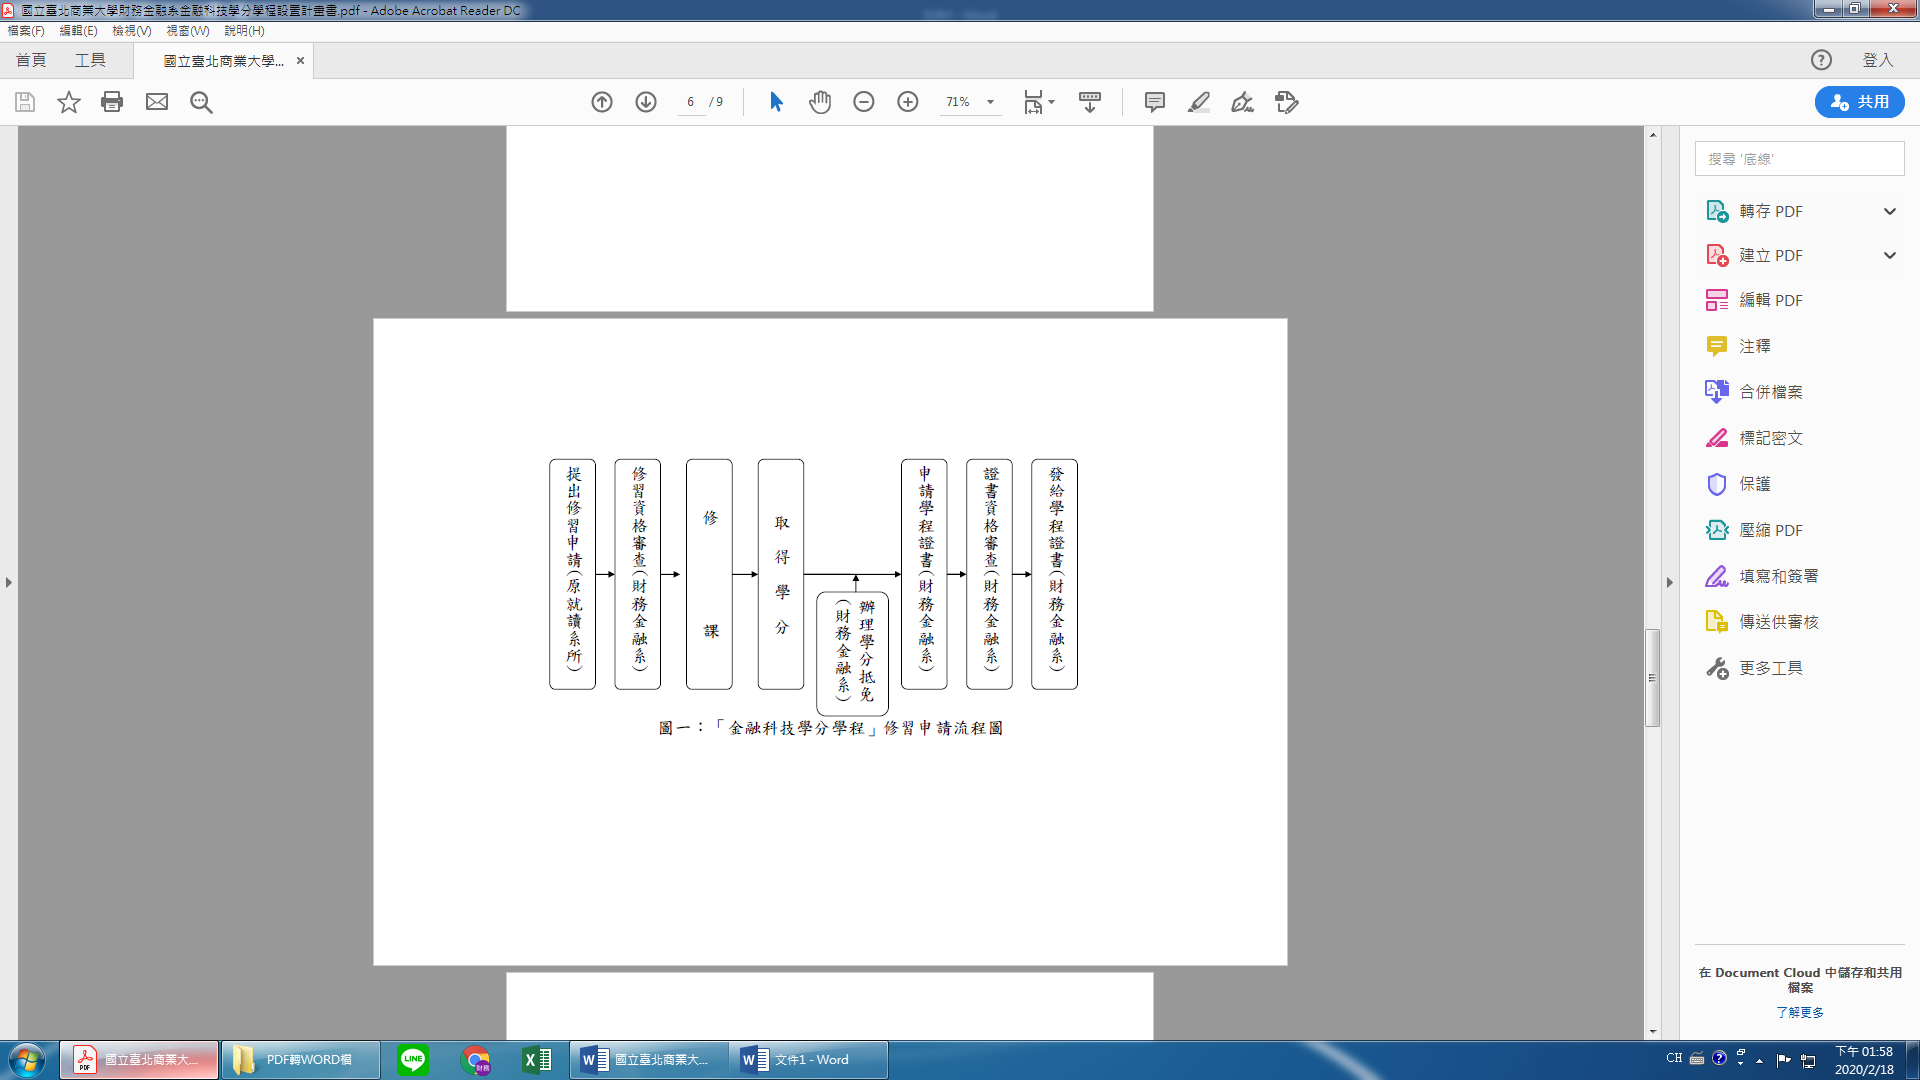 國立臺北商業大學財務金融系金融科技學分學程設置計畫書.pdf - Adobe Acrobat Reader DC
檔案(F) 編輯(E) 檢視(V) 視窗(W) 說明(H)
首頁 工具 國立臺北商業大學... × 登入
6 / 9 71% 共用
搜尋 '底線'
轉存 PDF
建立 PDF
編輯 PDF
注釋
合併檔案
標記密文
保護
壓縮 PDF
填寫和簽署
傳送供審核
更多工具
在 Document Cloud 中儲存和共用
檔案
了解更多
提出修習申請(原就讀系所)
修習資格審查(財務金融系)
修課
取得學分
辦理學分抵免
(財務金融系)
申請學程證書(財務金融系)
證書資格審查(財務金融系)
發給學程證書(財務金融系)
圖一：「金融科技學分學程」修習申請流程圖
國立臺北商業大...
PDF轉WORD檔
LINE
財務
國立臺北商業大...
文件1 - Word
CH
下午 01:58
2020/2/18